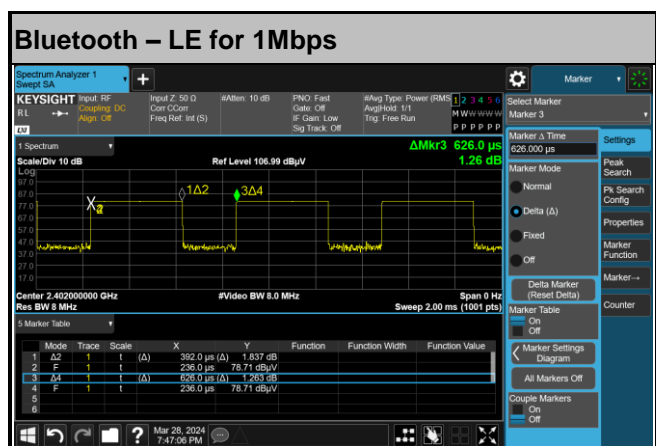 Bluetooth – LE for 1Mbps
Spectrum Analyzer 1
Swept SA
Marker
KEYSIGHT Input: RF Input Z: 50 Ω #Atten: 10 dB PNO: Fast #Avg Type: Power (RMS 1 2 3 4 5 6
RL Coupling: DC Corr CCorr Gate: Off Avg|Hold: 1/1 M W W W W W
Align: Off Freq Ref: Int (S) IF Gain: Low Trig: Free Run
Sig Track: Off P P P P P P
LXI
Select Marker
Marker 3
1 Spectrum
ΔMkr3 626.0 µs
Scale/Div 10 dB Ref Level 106.99 dBµV 1.26 dB
Log
97.0
87.0
77.0
67.0
57.0
47.0
37.0
27.0
17.0
1Δ2
3Δ4
Center 2.402000000 GHz #Video BW 8.0 MHz Span 0 Hz
Res BW 8 MHz Sweep 2.00 ms (1001 pts)
5 Marker Table
Mode Trace Scale X Y Function Function Width Function Value
1 Δ2 1 t (Δ) 392.0 µs (Δ) 1.837 dB
2 F 1 t 236.0 µs 78.71 dBµV
3 Δ4 1 t (Δ) 626.0 µs (Δ) 1.263 dB
4 F 1 t 236.0 µs 78.71 dBµV
5
6
Marker Δ Time
626.000 µs
Marker Mode
Normal
Delta (Δ)
Fixed
Off
Delta Marker
(Reset Delta)
Marker Table
On
Off
Marker Settings
Diagram
All Markers Off
Couple Markers
On
Off
Settings
Peak
Search
Pk Search
Config
Properties
Marker
Function
Marker→
Counter
Mar 28, 2024
7:47:06 PM